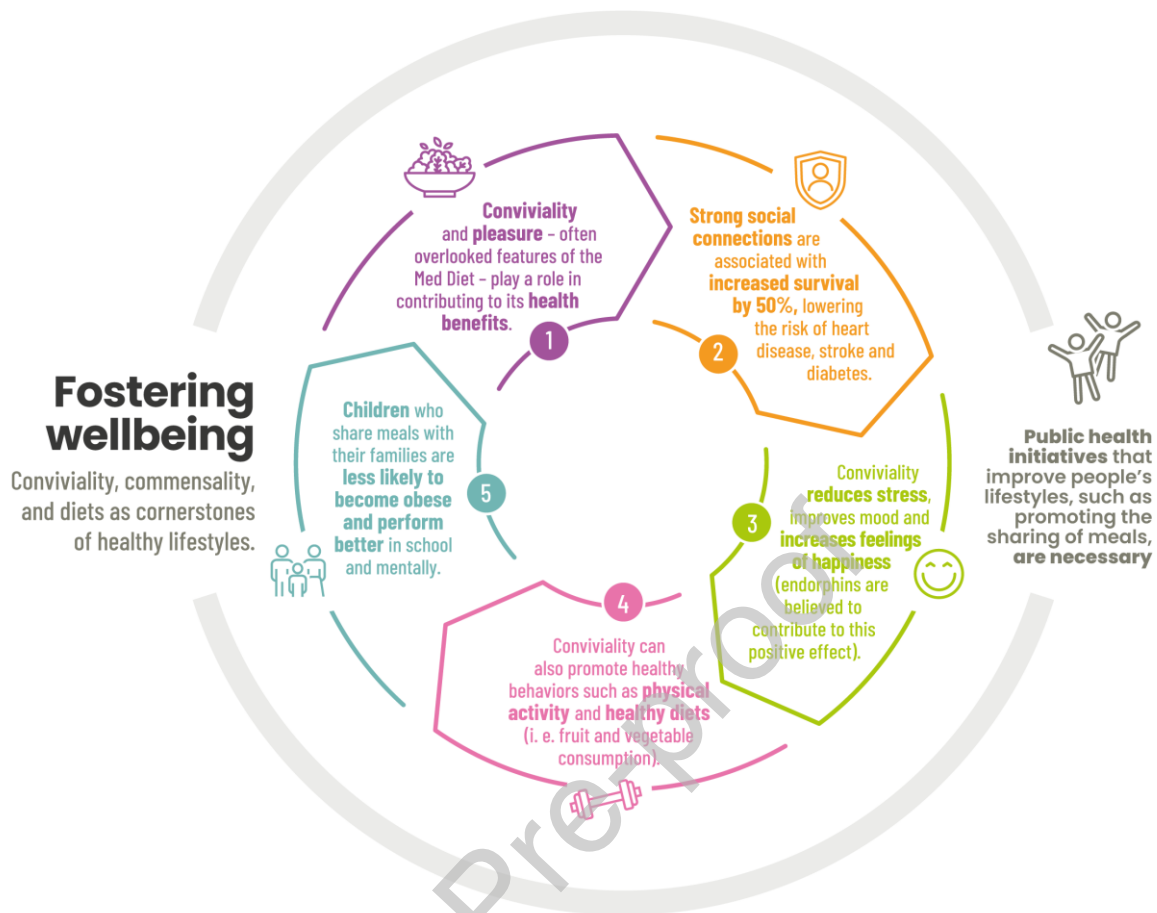 Fostering
wellbeing
Conviviality, commensality,
and diets as cornerstones
of healthy lifestyles.
Conviviality
and pleasure – often
overlooked features of the
Med Diet – play a role in
contributing to its health
benefits.
1
Strong social
connections are
associated with
increased survival
by 50%, lowering
the risk of heart
disease, stroke and
diabetes.
2
Conviviality
reduces stress,
improves mood and
increases feelings
of happiness
(endorphins are
believed to
contribute to this
positive effect).
3
4
Conviviality can
also promote healthy
behaviors such as physical
activity and healthy diets
(i. e. fruit and vegetable
consumption).
Children who
share meals with
their families are
less likely to
become obese
and perform
better in school
and mentally.
5
Public health
initiatives that
improve people's
lifestyles, such as
promoting the
sharing of meals,
are necessary
Pre-proof